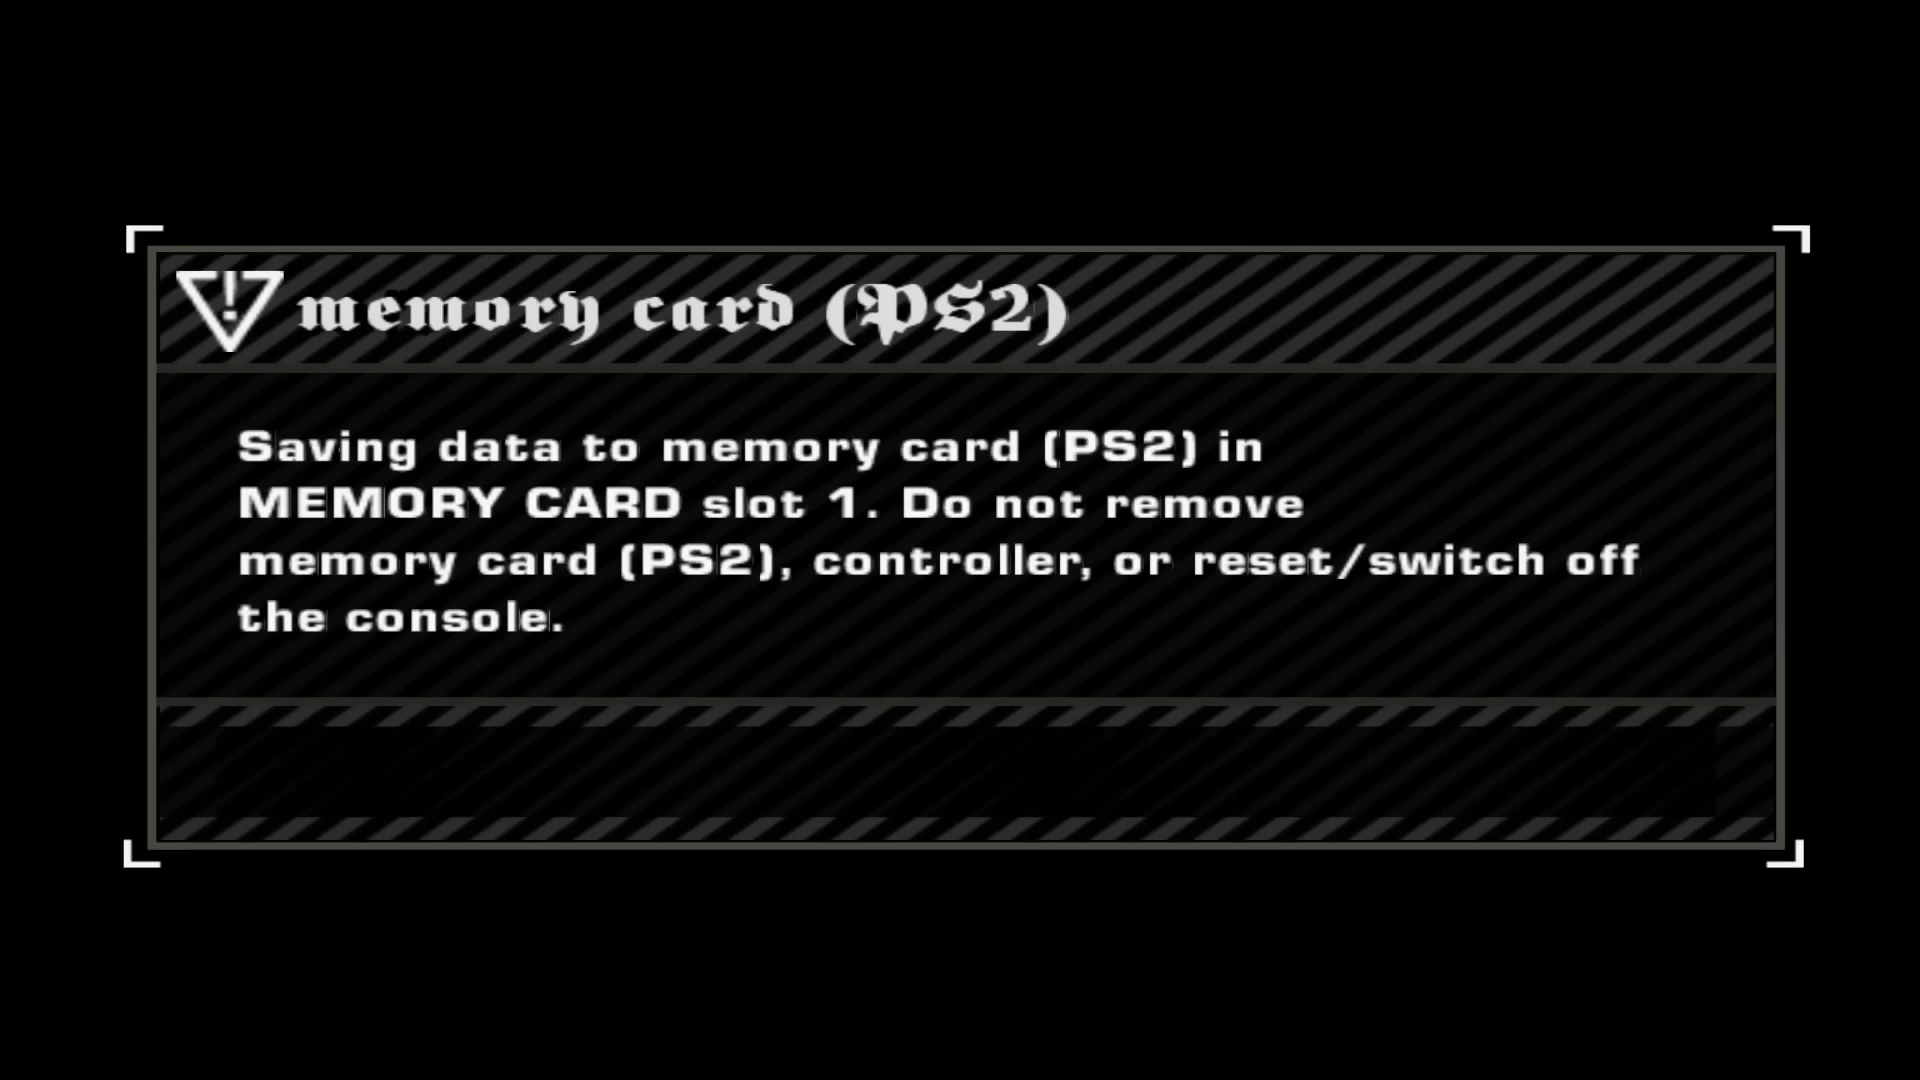 memory card (PS2)
Saving data to memory card (PS2) in
MEMORY CARD slot 1. Do not remove
memory card (PS2), controller, or reset/switch off
the console.